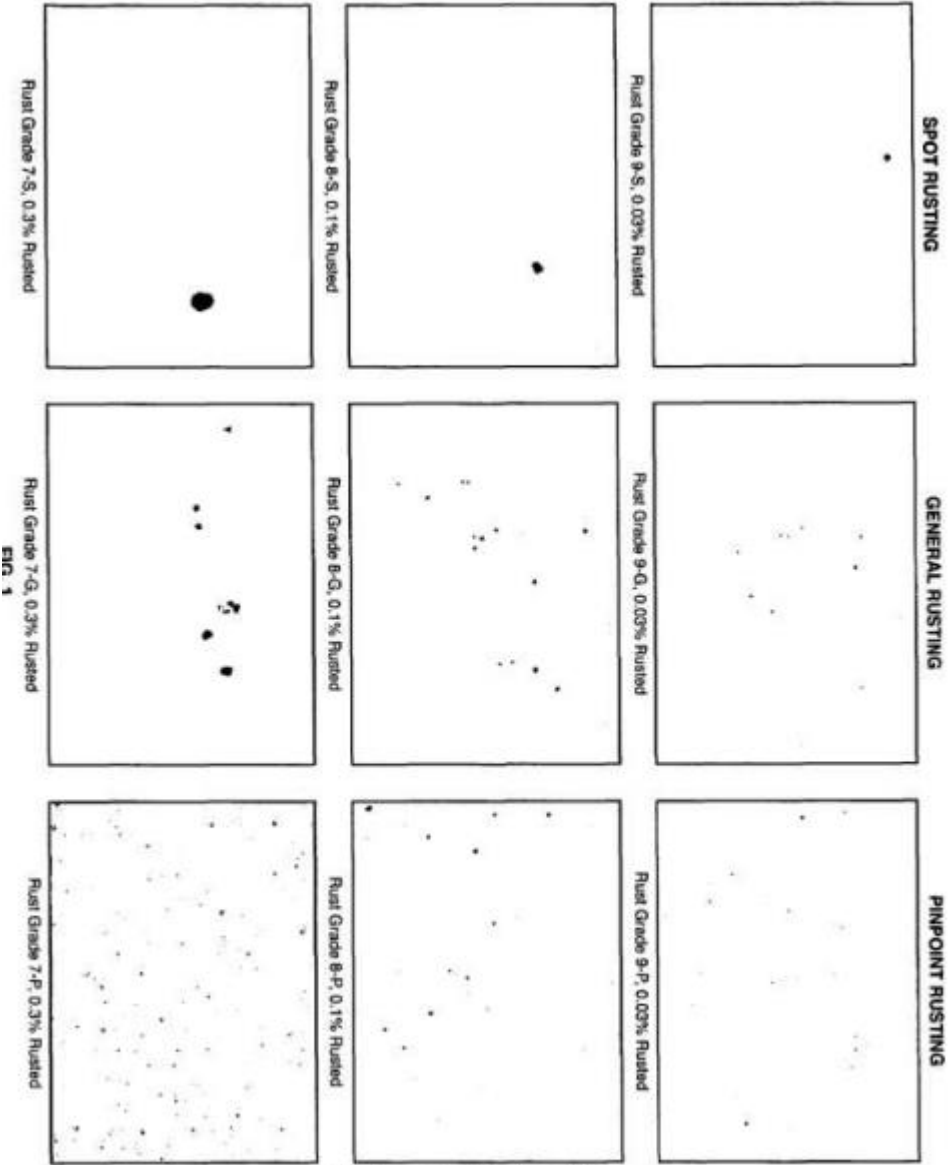 SPOT RUSTING
GENERAL RUSTING
PINPOINT RUSTING
Rust Grade 9-S, 0.03% Rusted
Rust Grade 9-G, 0.03% Rusted
Rust Grade 9-P, 0.03% Rusted
Rust Grade 8-S, 0.1% Rusted
Rust Grade 8-G, 0.1% Rusted
Rust Grade 8-P, 0.1% Rusted
Rust Grade 7-S, 0.3% Rusted
Rust Grade 7-G, 0.3% Rusted
Rust Grade 7-P, 0.3% Rusted
FIG. 1